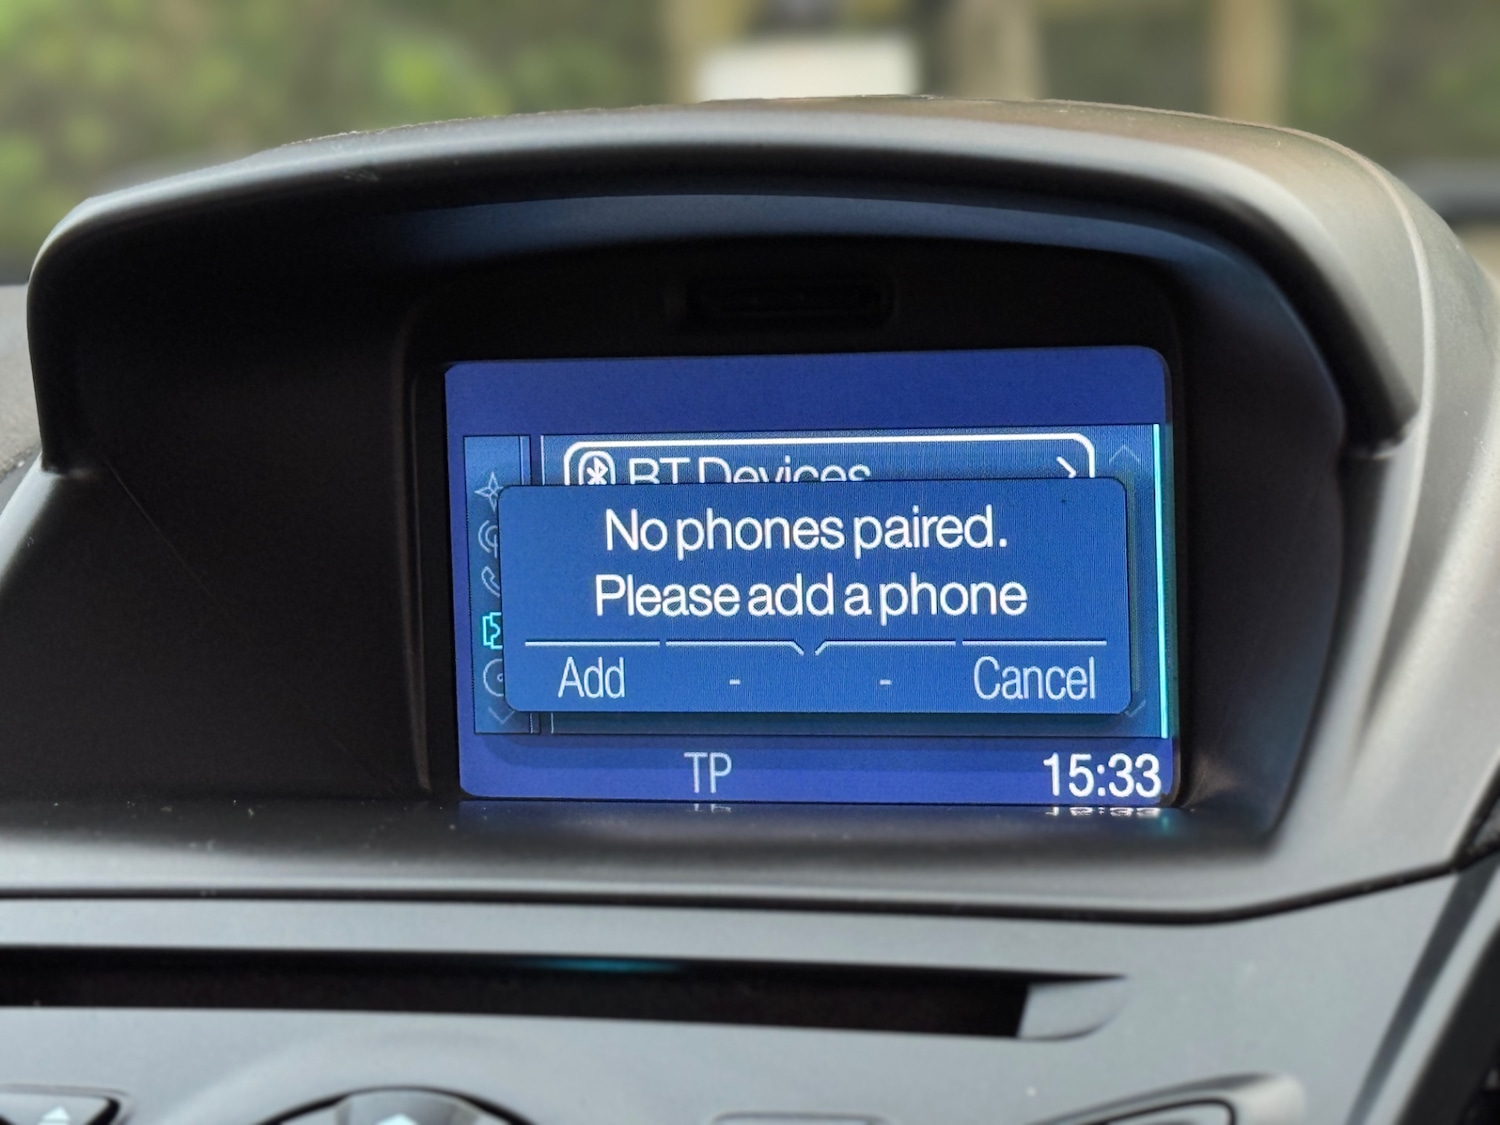 BT Devices
No phones paired.
Please add a phone
Add - - Cancel
TP 15:33